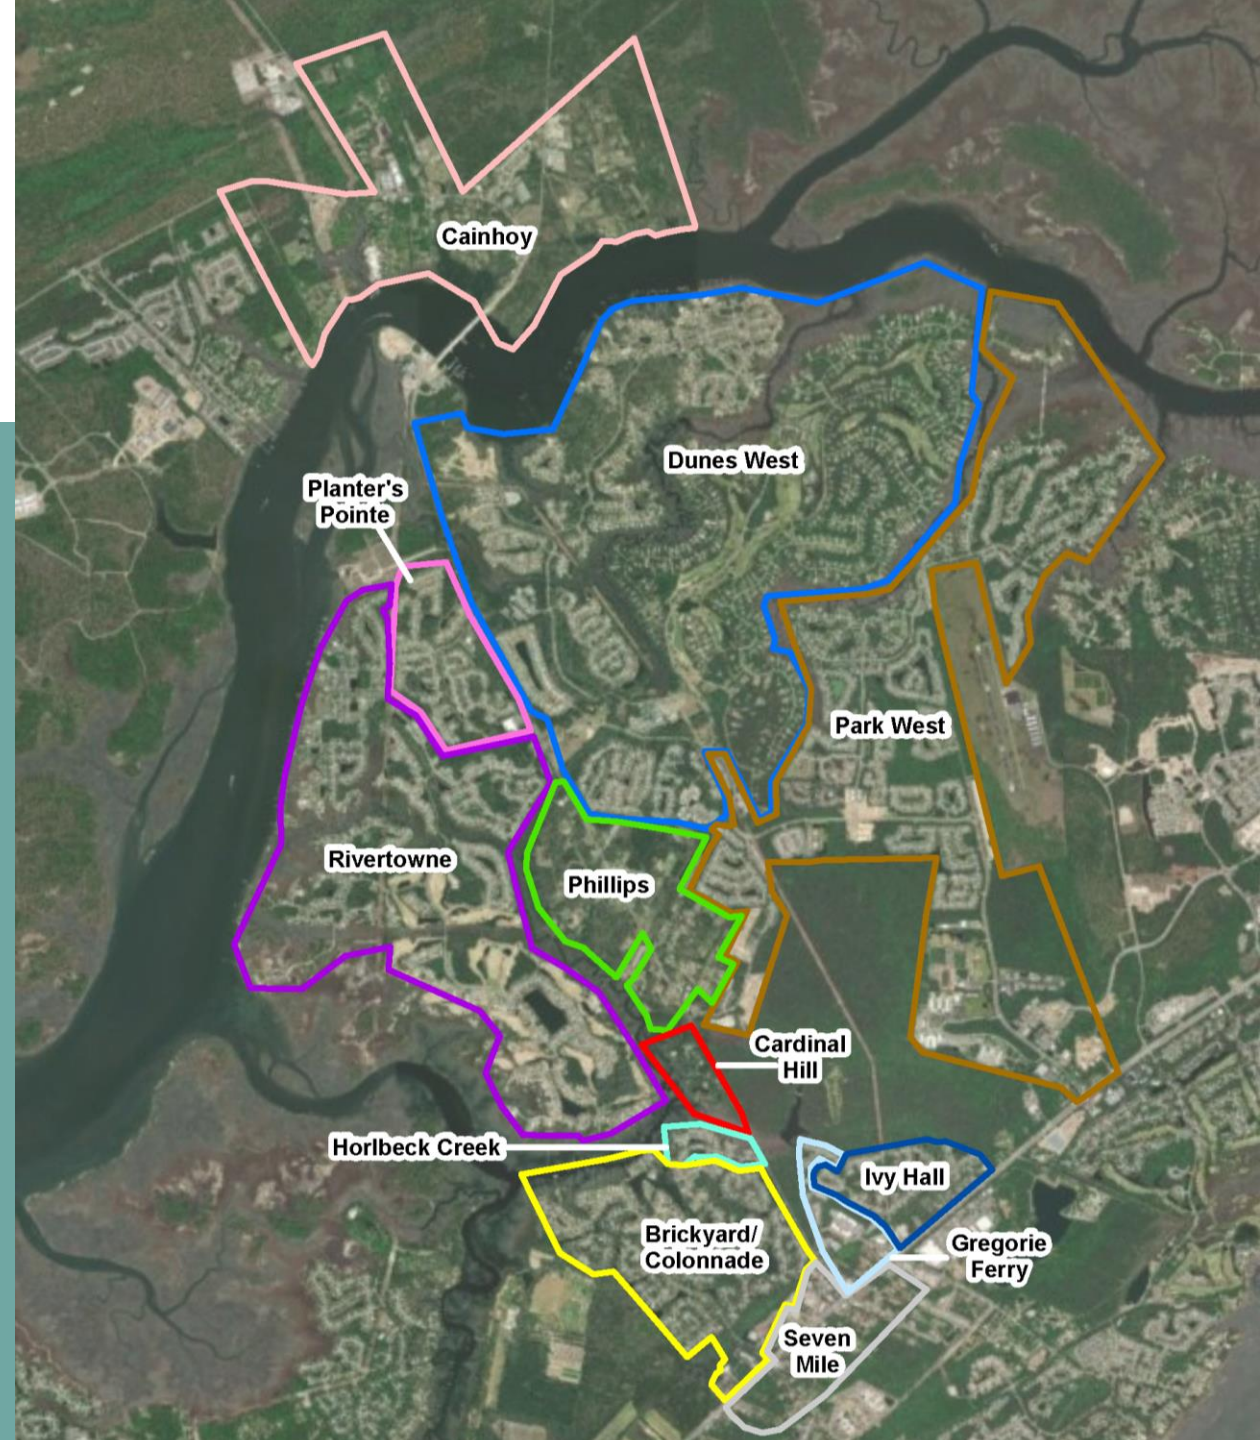 Cainhoy
Dunes West
Planter's
Pointe
Park West
Rivertowne
Phillips
Cardinal
Hill
Horlbeck Creek
Ivy Hall
Brickyard/
Colonnade
Gregorie
Ferry
Seven
Mile